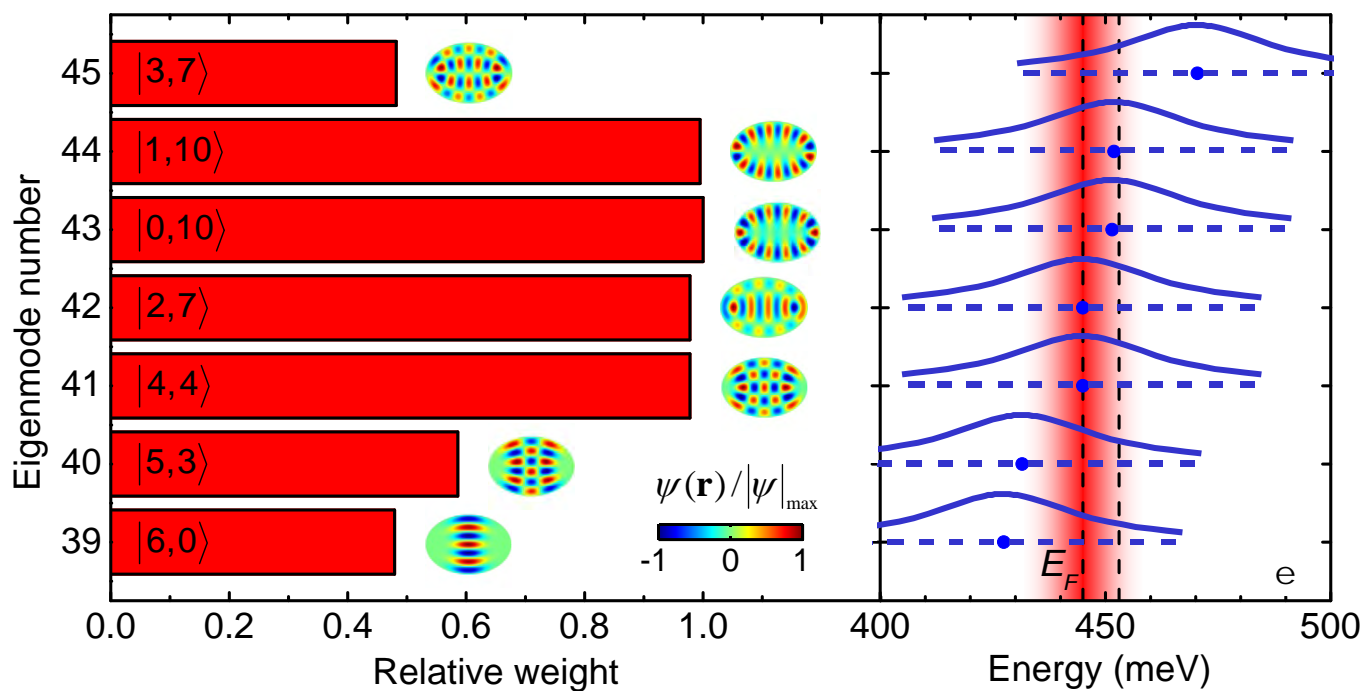 Eigenmode number
45
44
43
42
41
40
39
|3,7⟩
|1,10⟩
|0,10⟩
|2,7⟩
|4,4⟩
|5,3⟩
|6,0⟩
ψ(r)/|ψ|max
-1 0 1
E_F
e
0.0 0.2 0.4 0.6 0.8 1.0 400 450 500
Relative weight
Energy (meV)